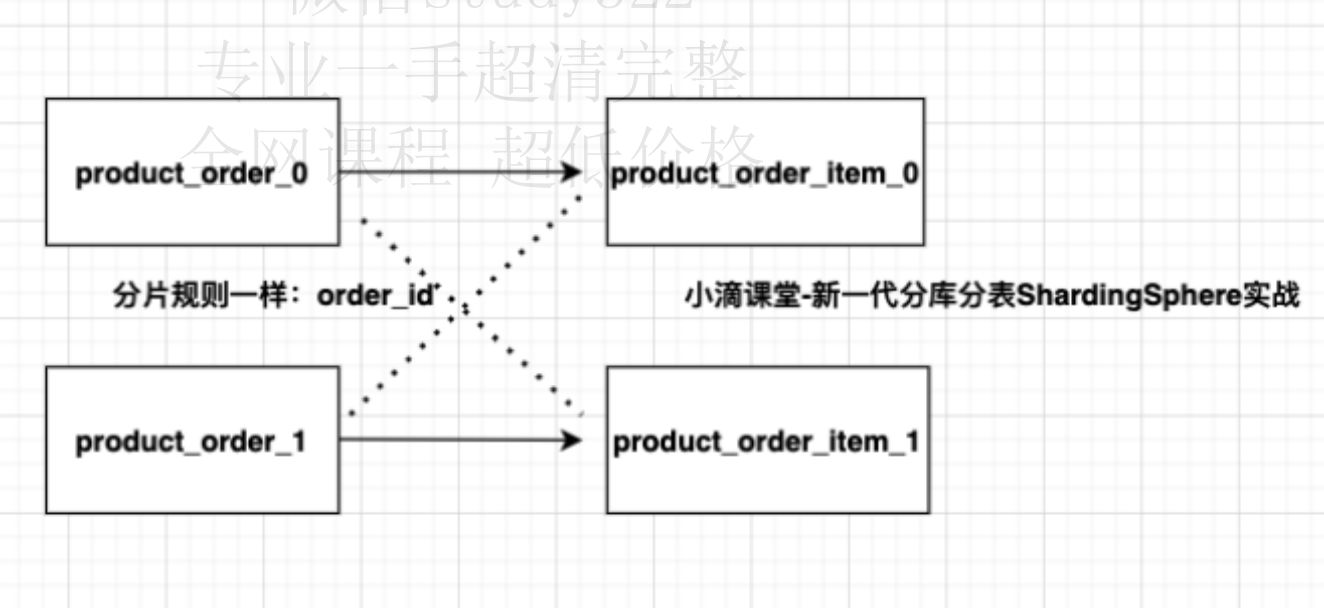 微信study322
专业一手超清完整
全网课程 超低价格
product_order_0
product_order_item_0
分片规则一样：order_id
小滴课堂-新一代分库分表ShardingSphere实战
product_order_1
product_order_item_1